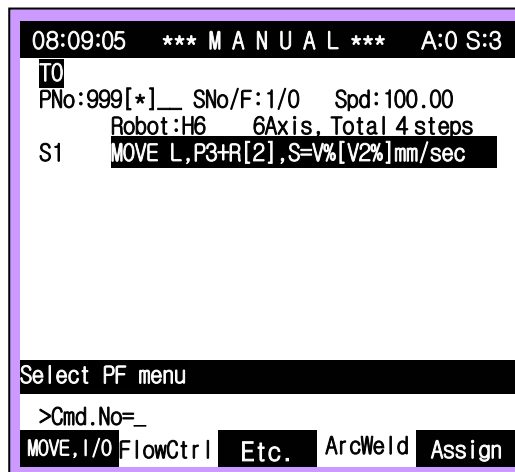 08:09:05 *** M A N U A L *** A:0 S:3
T0
PNo:999[*]__ SNo/F:1/0 Spd:100.00
Robot:H6 6Axis, Total 4 steps
S1 MOVE L,P3+R[2],S=V%[V2%]mm/sec
Select PF menu
>Cmd.No=_
MOVE,I/O FlowCtrl Etc. ArcWeld Assign